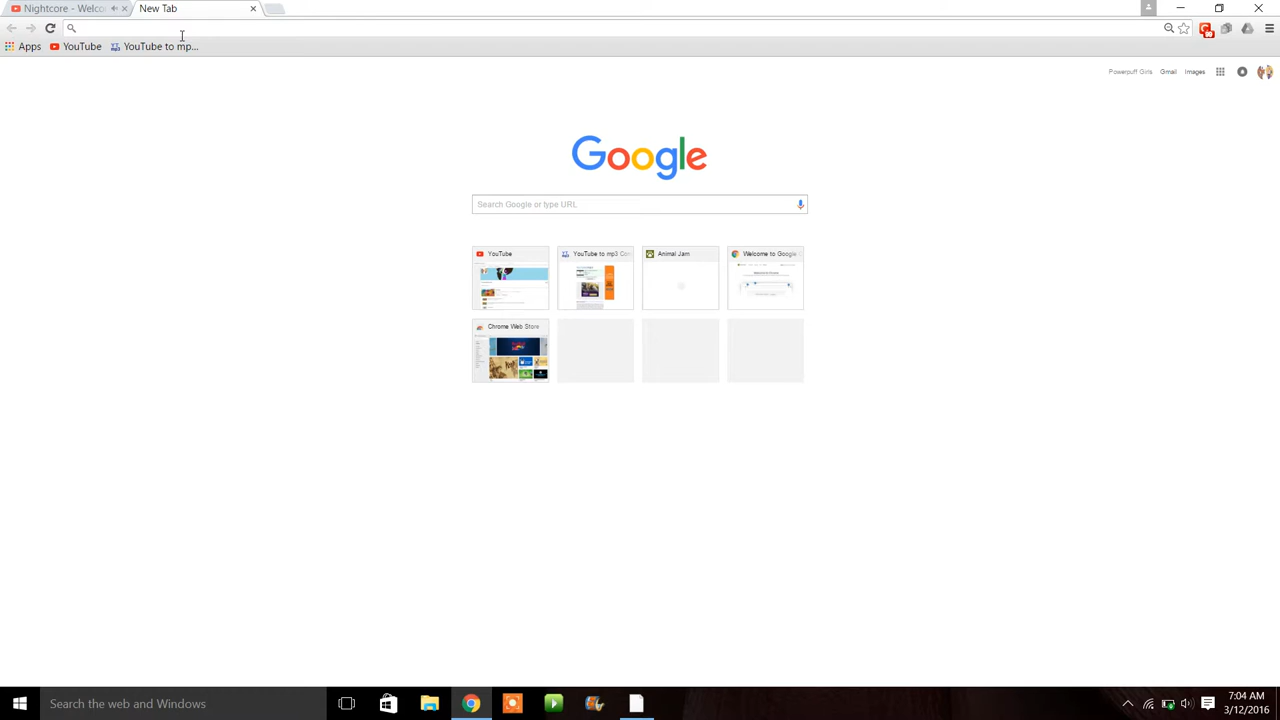 Nightcore - Welco
New Tab
Apps YouTube YouTube to mp...
Powerpuff Girls Gmail Images
Google
Search Google or type URL
YouTube YouTube to mp3 Con Animal Jam Welcome to Google C
Chrome Web Store
Search the web and Windows
7:04 AM
3/12/2016